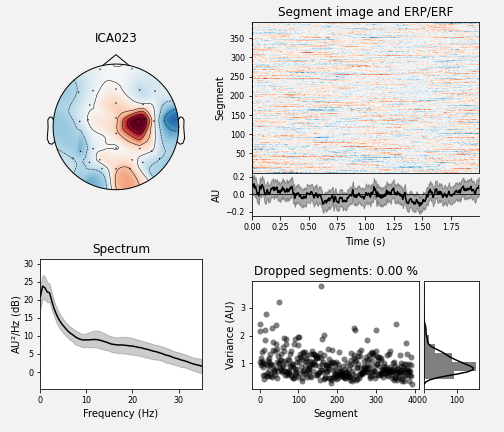 ICA023
Segment image and ERP/ERF
Segment
350
300
250
200
150
100
50
AU
0.2
0.0
−0.2
0.00 0.25 0.50 0.75 1.00 1.25 1.50 1.75
Time (s)
Spectrum
AU²/Hz (dB)
30
25
20
15
10
5
0
0 10 20 30
Frequency (Hz)
Dropped segments: 0.00 %
Variance (AU)
3
2
1
0 100 200 300 400
Segment
100